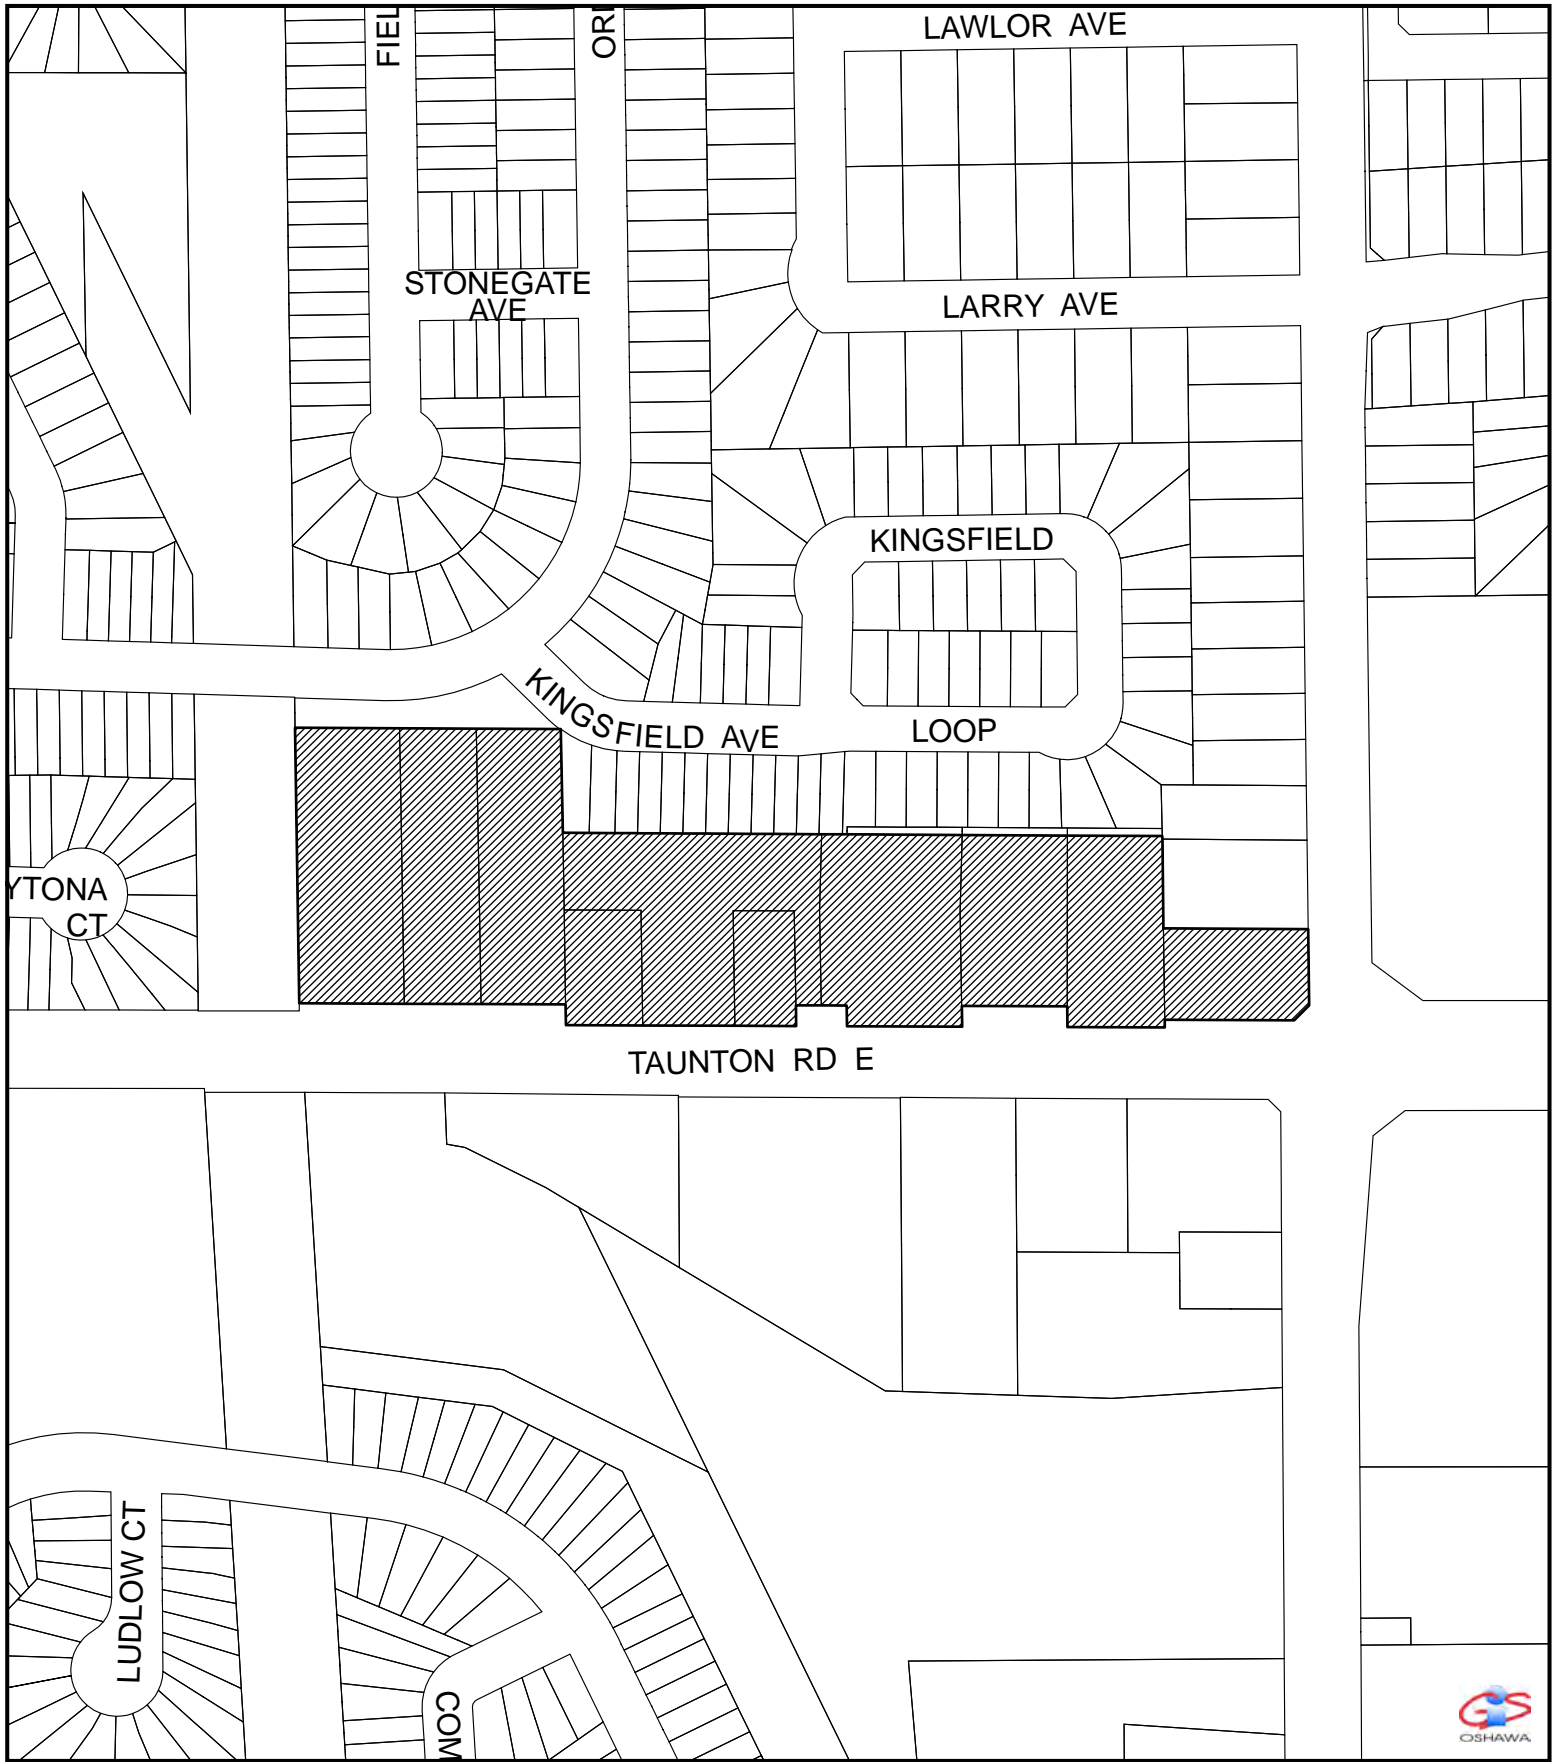 LAWLOR AVE
FIEL
STONEGATE
AVE
LARRY AVE
KINGSFIELD
KINGSFIELD AVE
LOOP
YTONA
CT
TAUNTON RD E
LUDLOW CT
COM
GiS
OSHAWA